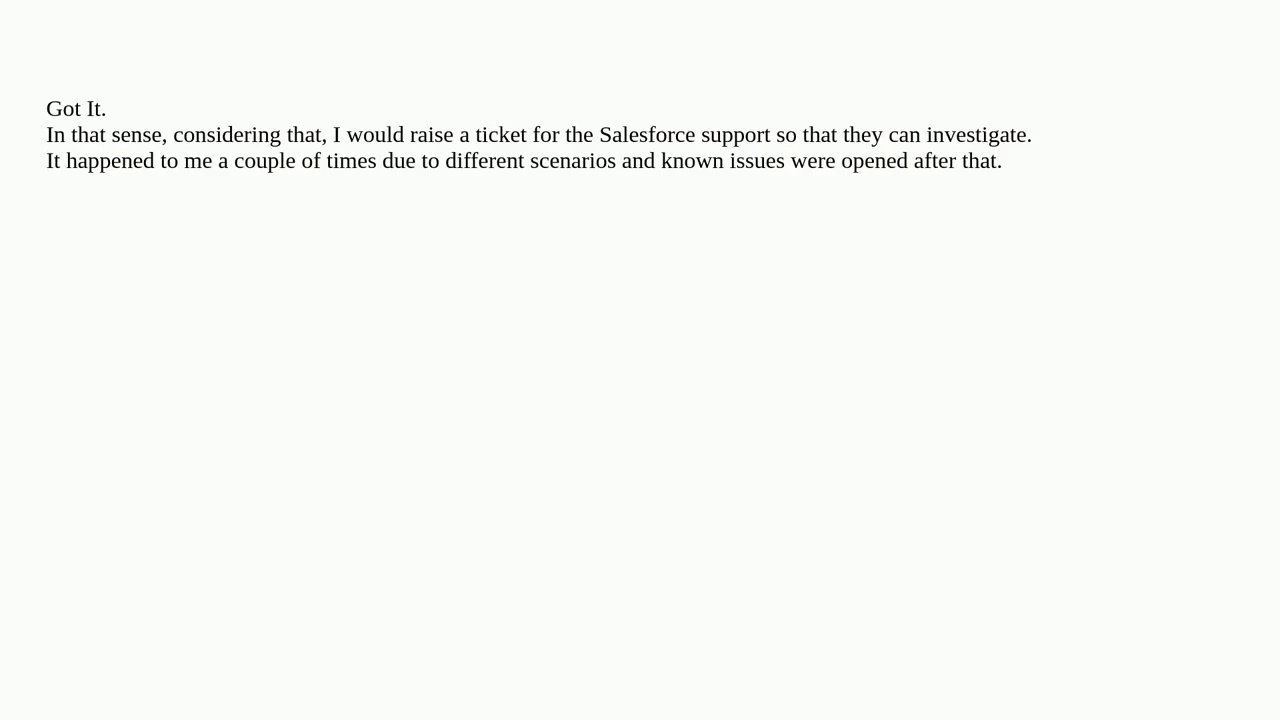 Got It.
In that sense, considering that, I would raise a ticket for the Salesforce support so that they can investigate.
It happened to me a couple of times due to different scenarios and known issues were opened after that.